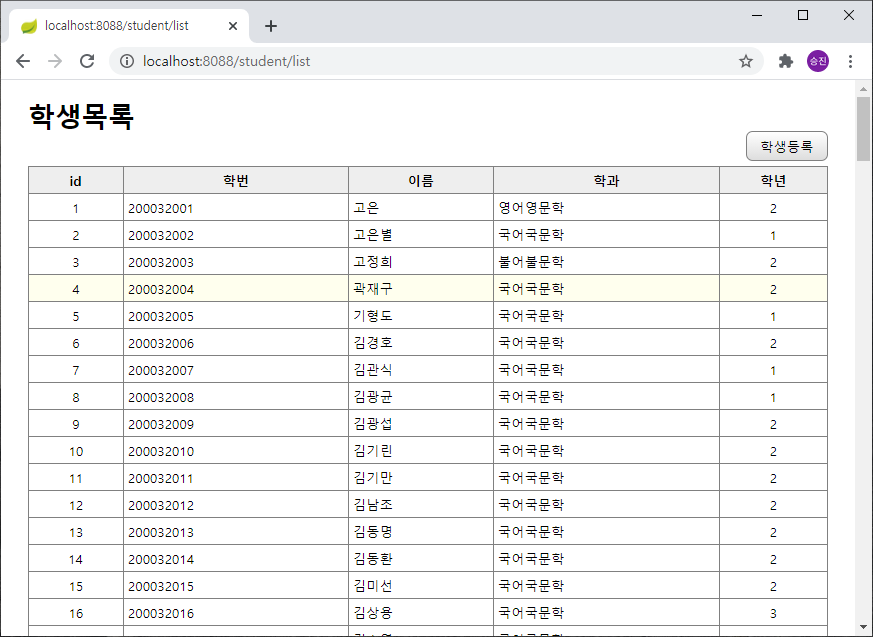 localhost:8088/student/list
localhost:8088/student/list
승진
학생목록
학생등록
id 학번 이름 학과 학년
1 200032001 고은 영어영문학 2
2 200032002 고은별 국어국문학 1
3 200032003 고정희 불어불문학 2
4 200032004 곽재구 국어국문학 2
5 200032005 기형도 국어국문학 1
6 200032006 김경호 국어국문학 2
7 200032007 김관식 국어국문학 1
8 200032008 김광균 국어국문학 1
9 200032009 김광섭 국어국문학 2
10 200032010 김기린 국어국문학 2
11 200032011 김기만 국어국문학 2
12 200032012 김남조 국어국문학 2
13 200032013 김동명 국어국문학 2
14 200032014 김동환 국어국문학 2
15 200032015 김미선 국어국문학 2
16 200032016 김상용 국어국문학 3